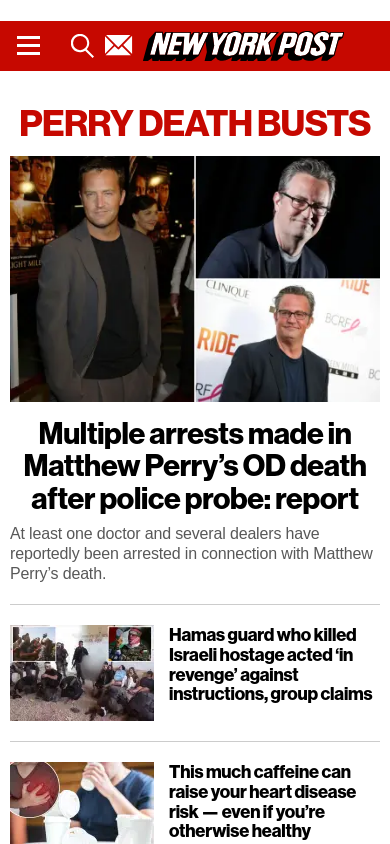 NEW YORK POST
PERRY DEATH BUSTS
CLINIQUE
RIDE
RIDE
BCRF
BC
RF
FILMS
Multiple arrests made in
Matthew Perry’s OD death
after police probe: report
At least one doctor and several dealers have
reportedly been arrested in connection with Matthew
Perry’s death.
Hamas guard who killed
Israeli hostage acted ‘in
revenge’ against
instructions, group claims
This much caffeine can
raise your heart disease
risk — even if you’re
otherwise healthy